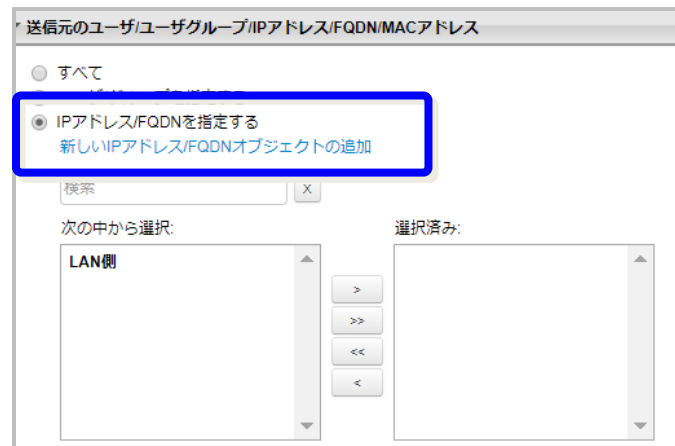 送信元のユーザ/ユーザグループ/IPアドレス/FQDN/MACアドレス
すべて
IPアドレス/FQDNを指定する
新しいIPアドレス/FQDNオブジェクトの追加
検索
X
次の中から選択:
選択済み:
LAN側
>
>>
<<
<